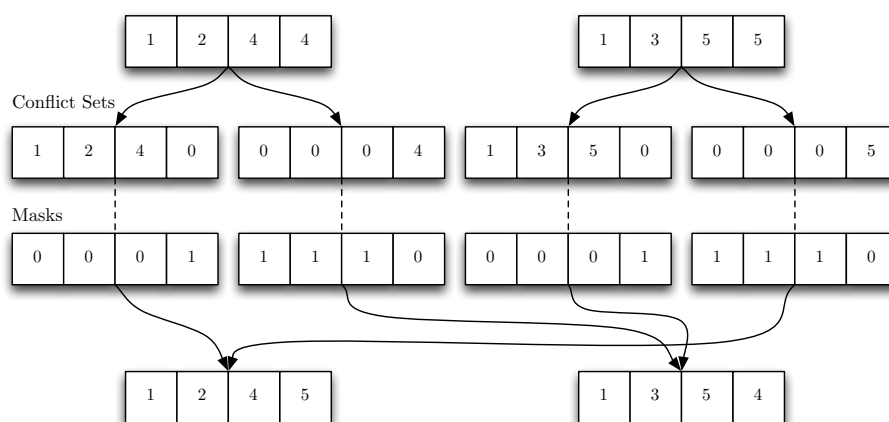 1 2 4 4 1 3 5 5
Conflict Sets
1 2 4 0 0 0 0 4 1 3 5 0 0 0 0 5
Masks
0 0 0 1 1 1 1 0 0 0 0 1 1 1 1 0
1 2 4 5 1 3 5 4